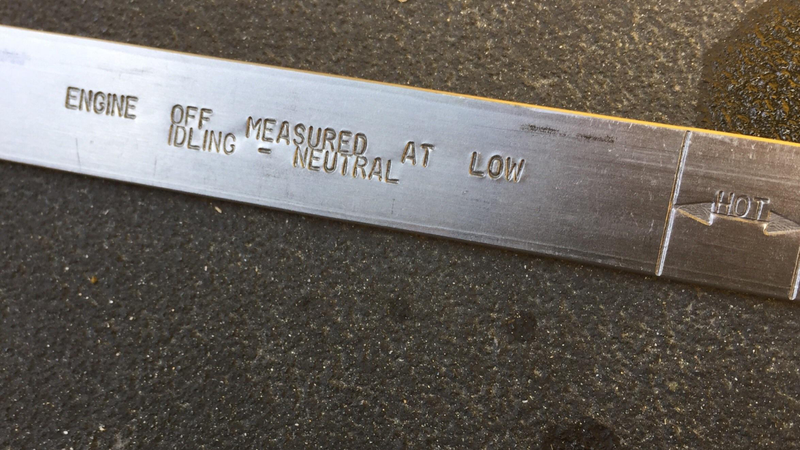 ENGINE OFF MEASURED AT LOW
IDLING - NEUTRAL
HOT